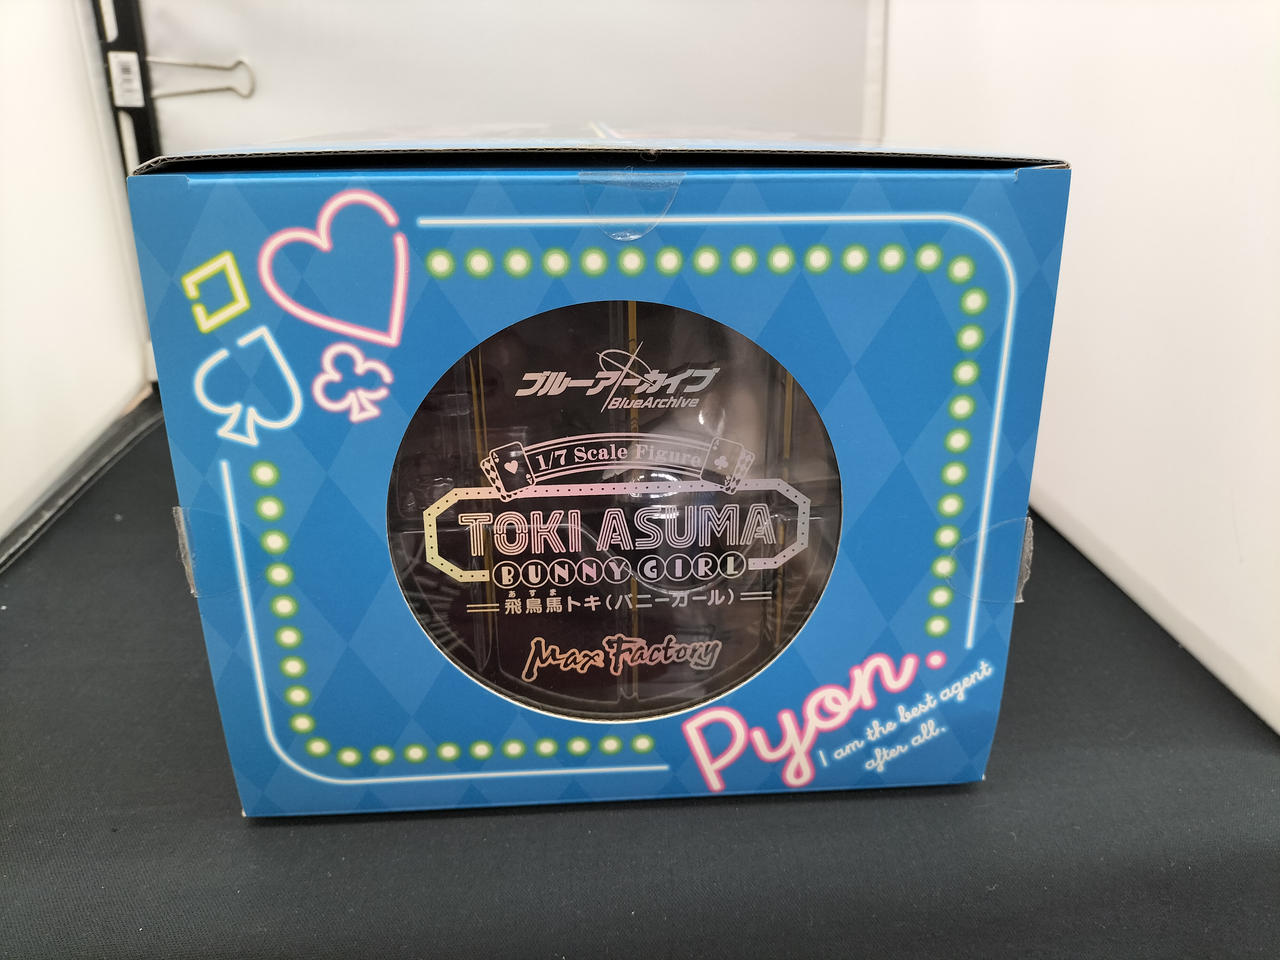 ブルーアーカイブ
BlueArchive
1/7 Scale Figure
TOKI ASUMA
BUNNY GIRL
あすま
飛鳥馬トキ(バニーガール)
Max Factory
Pyon.
I am the best agent
after all.